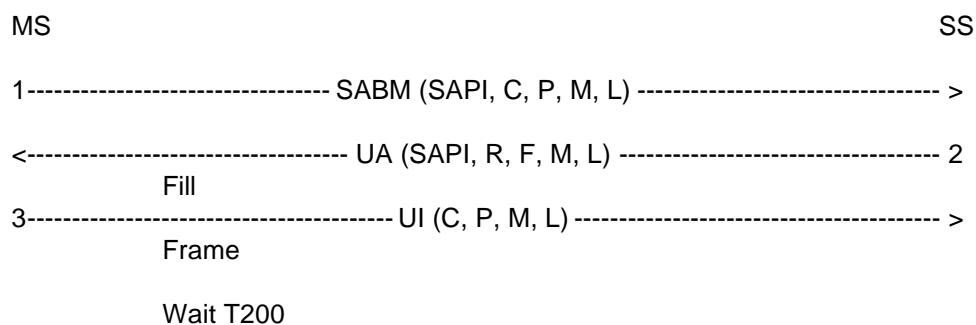 MS SS
1---------------------------------- SABM (SAPI, C, P, M, L) ---------------------------------- >
<------------------------------------ UA (SAPI, R, F, M, L) ------------------------------------ 2
Fill
3----------------------------------------- UI (C, P, M, L) ----------------------------------------- >
Frame
Wait T200